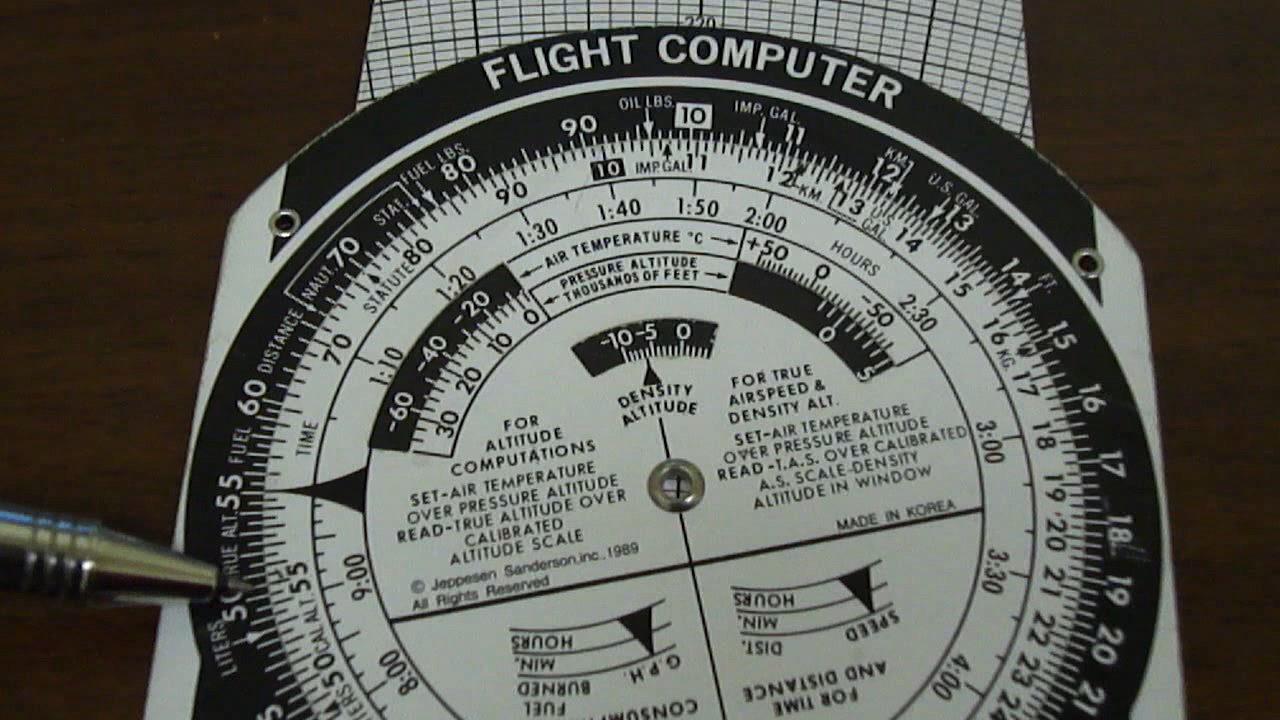 220
FLIGHT COMPUTER
OIL LBS. 10 IMP. GAL.
90 11
FUEL LBS. 80 10 IMP.GAL. 11 12 KM.
STAT. 90 12 KM. 13 U.S. GAL. U.S. GAL. 13
70 NAUT. 80 STATUTE 14 14 FT.
1:30 1:40 1:50 2:00 HOURS 15 15
1:20 AIR TEMPERATURE °C +50 0 -50 2:30 16 KG. 17 16
PRESSURE ALTITUDE
THOUSANDS OF FEET
DISTANCE 70 1:10
-60 -40 -20
30 20 10 0
-10 -5 0
0 5
DENSITY
ALTITUDE
FOR
ALTITUDE
COMPUTATIONS
SET-AIR TEMPERATURE
OVER PRESSURE ALTITUDE
READ-TRUE ALTITUDE OVER
CALIBRATED
ALTITUDE SCALE
FOR TRUE
AIRSPEED &
DENSITY ALT.
SET-AIR TEMPERATURE
OVER PRESSURE ALTITUDE
READ-T.A.S. OVER CALIBRATED
A.S. SCALE-DENSITY
ALTITUDE IN WINDOW
MADE IN KOREA
© Jeppesen Sanderson,inc.,1989
All Rights Reserved
60 FUEL TIME
55
ALT
50
LITERS
55
CAL ALT
50
9:00
8:00
3:00 18 17
19 18
20
3:30 21 19
22 20
4:00 23 21
24
HOURS
MIN.
DIST.
SPEED
HOURS
MIN.
BURNED
FUEL
G.P.H.
AND DISTANCE
FOR TIME